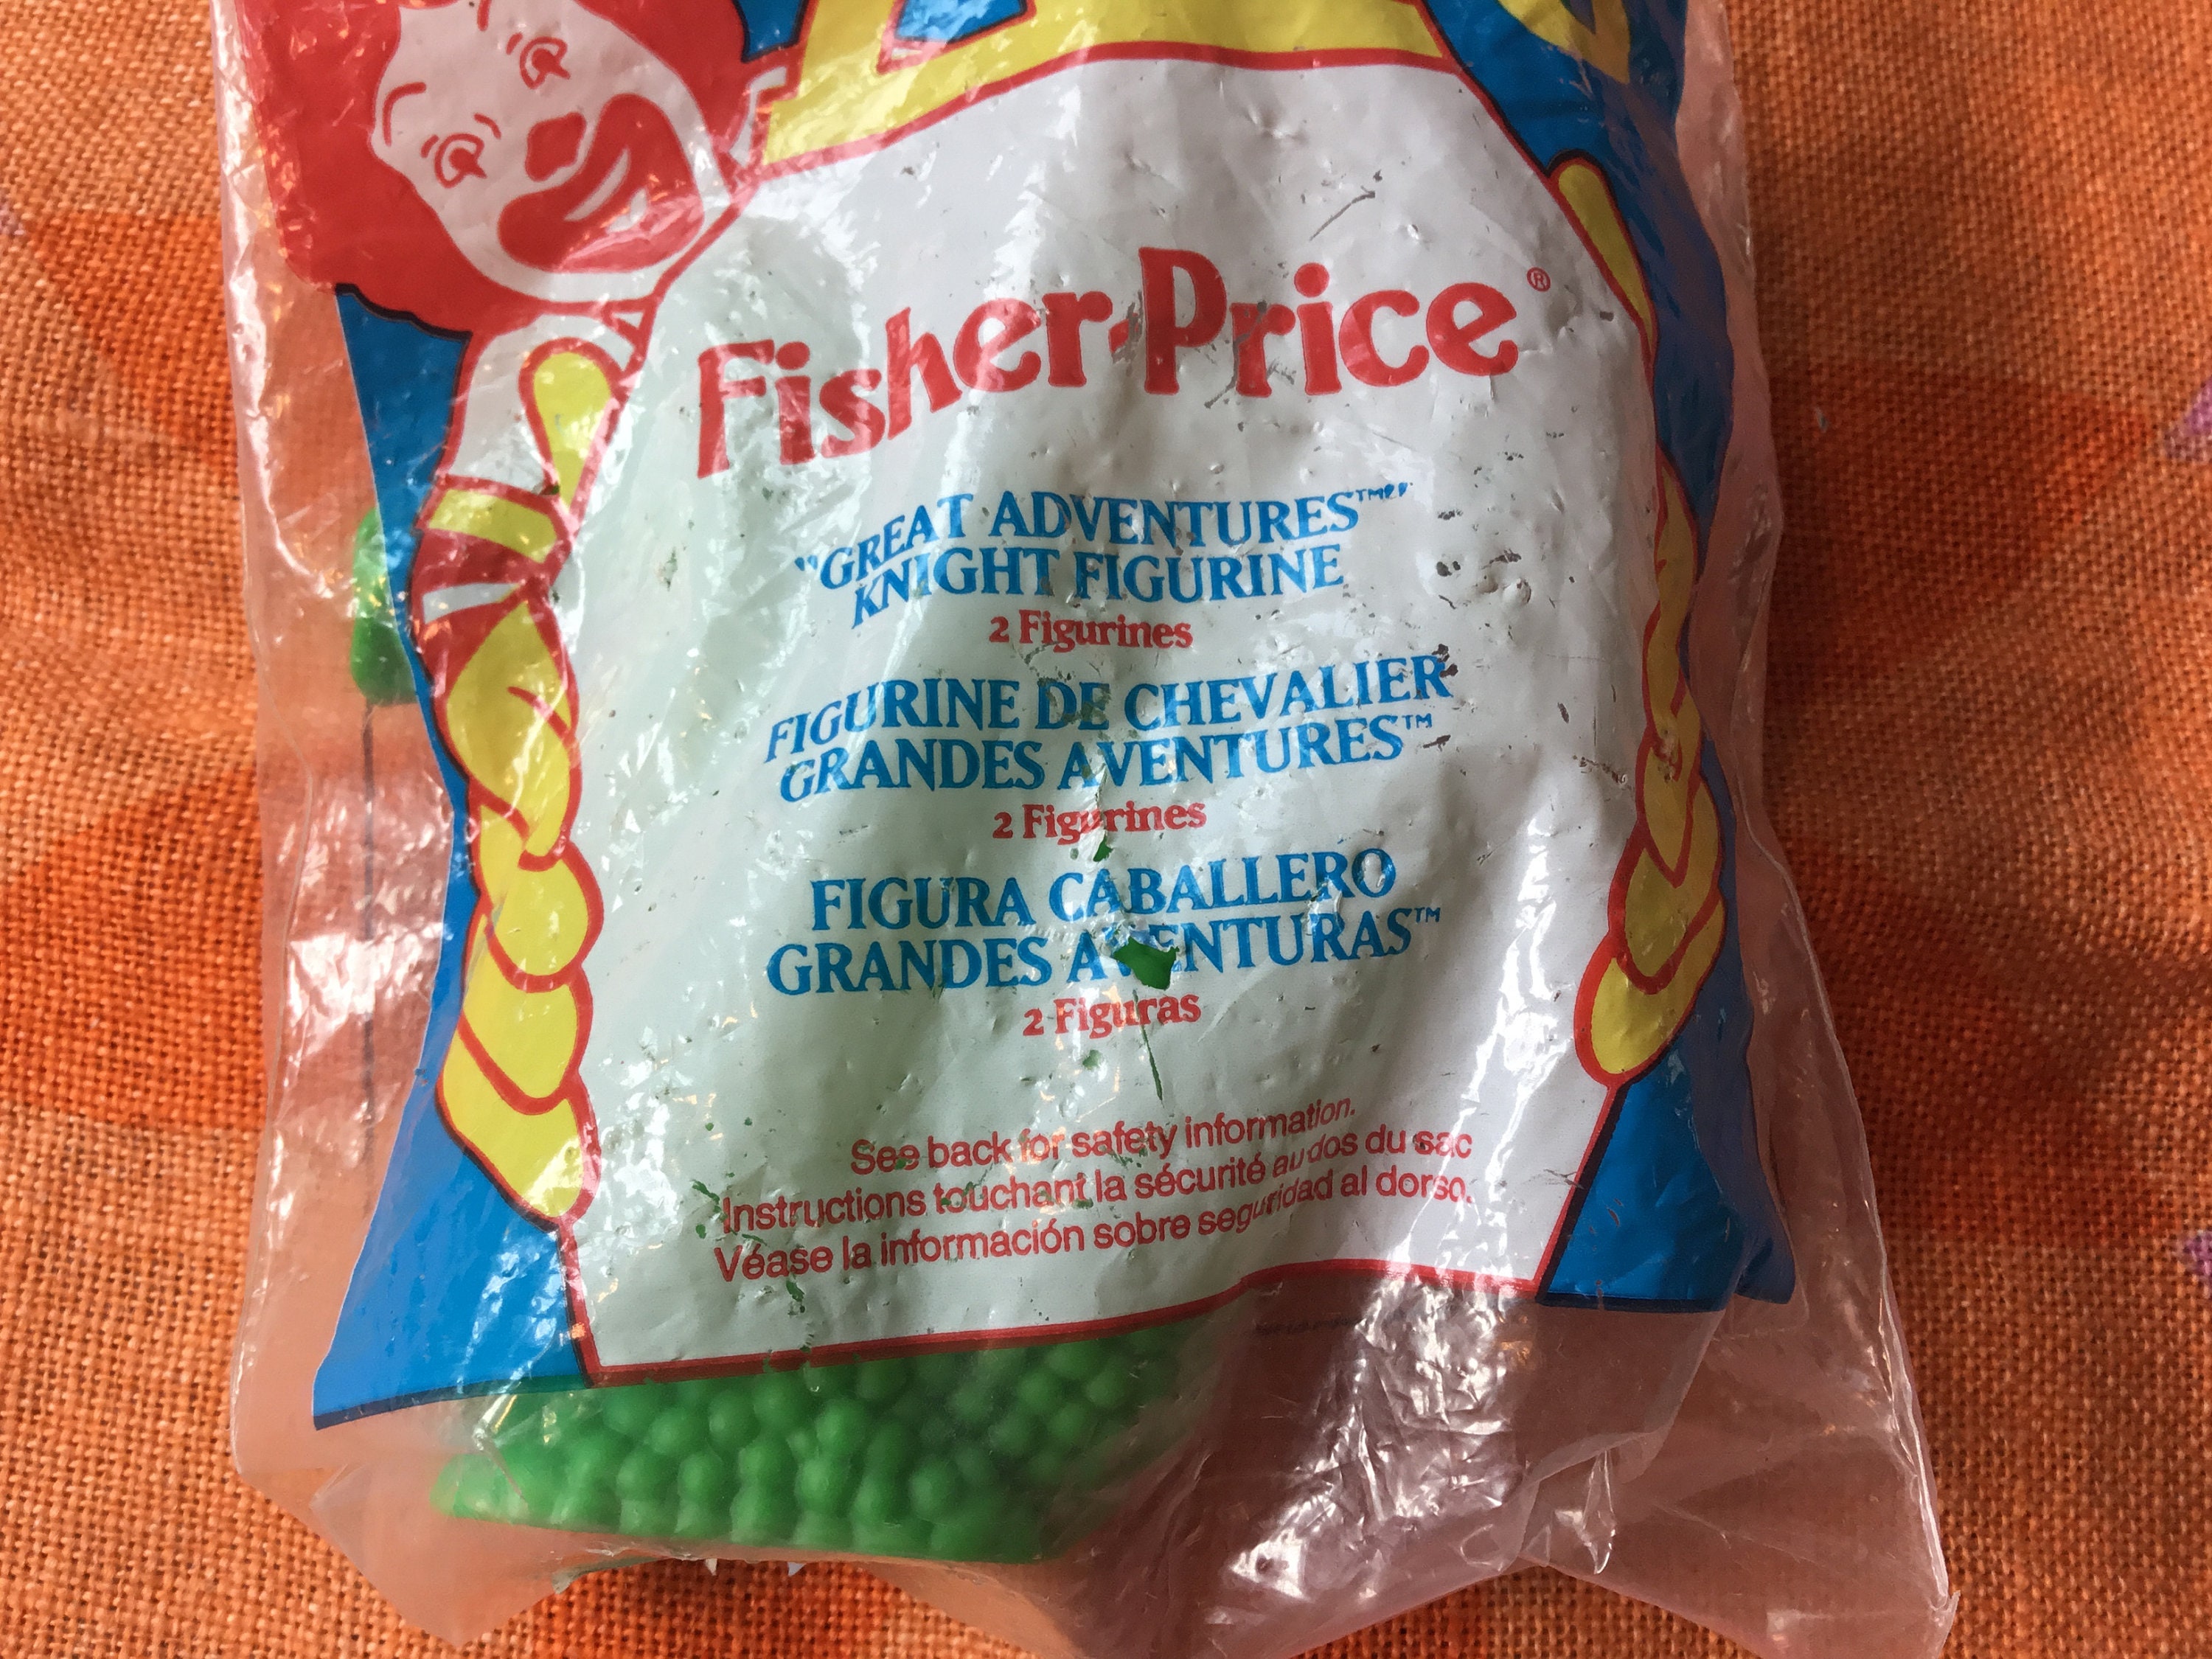 Fisher-Price®
"GREAT ADVENTURES™"
KNIGHT FIGURINE
2 Figurines
FIGURINE DE CHEVALIER
GRANDES AVENTURES™
2 Figurines
FIGURA CABALLERO
GRANDES AVENTURAS™
2 Figuras
See back for safety information.
Instructions touchant la sécurité au dos du sac
Véase la información sobre seguridad al dorso.